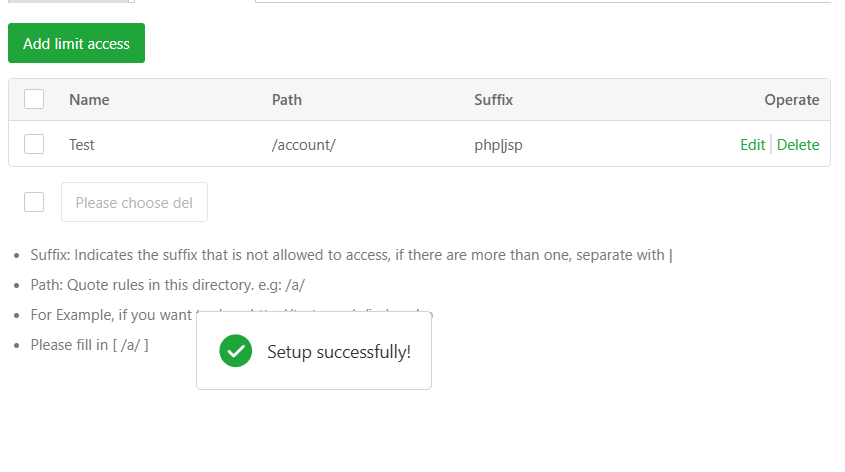 Add limit access
Name Path Suffix Operate
Test /account/ php|jsp Edit | Delete
Please choose del
Suffix: Indicates the suffix that is not allowed to access, if there are more than one, separate with |
Path: Quote rules in this directory. e.g: /a/
For Example, if you want
Please fill in [ /a/ ]
Setup successfully!